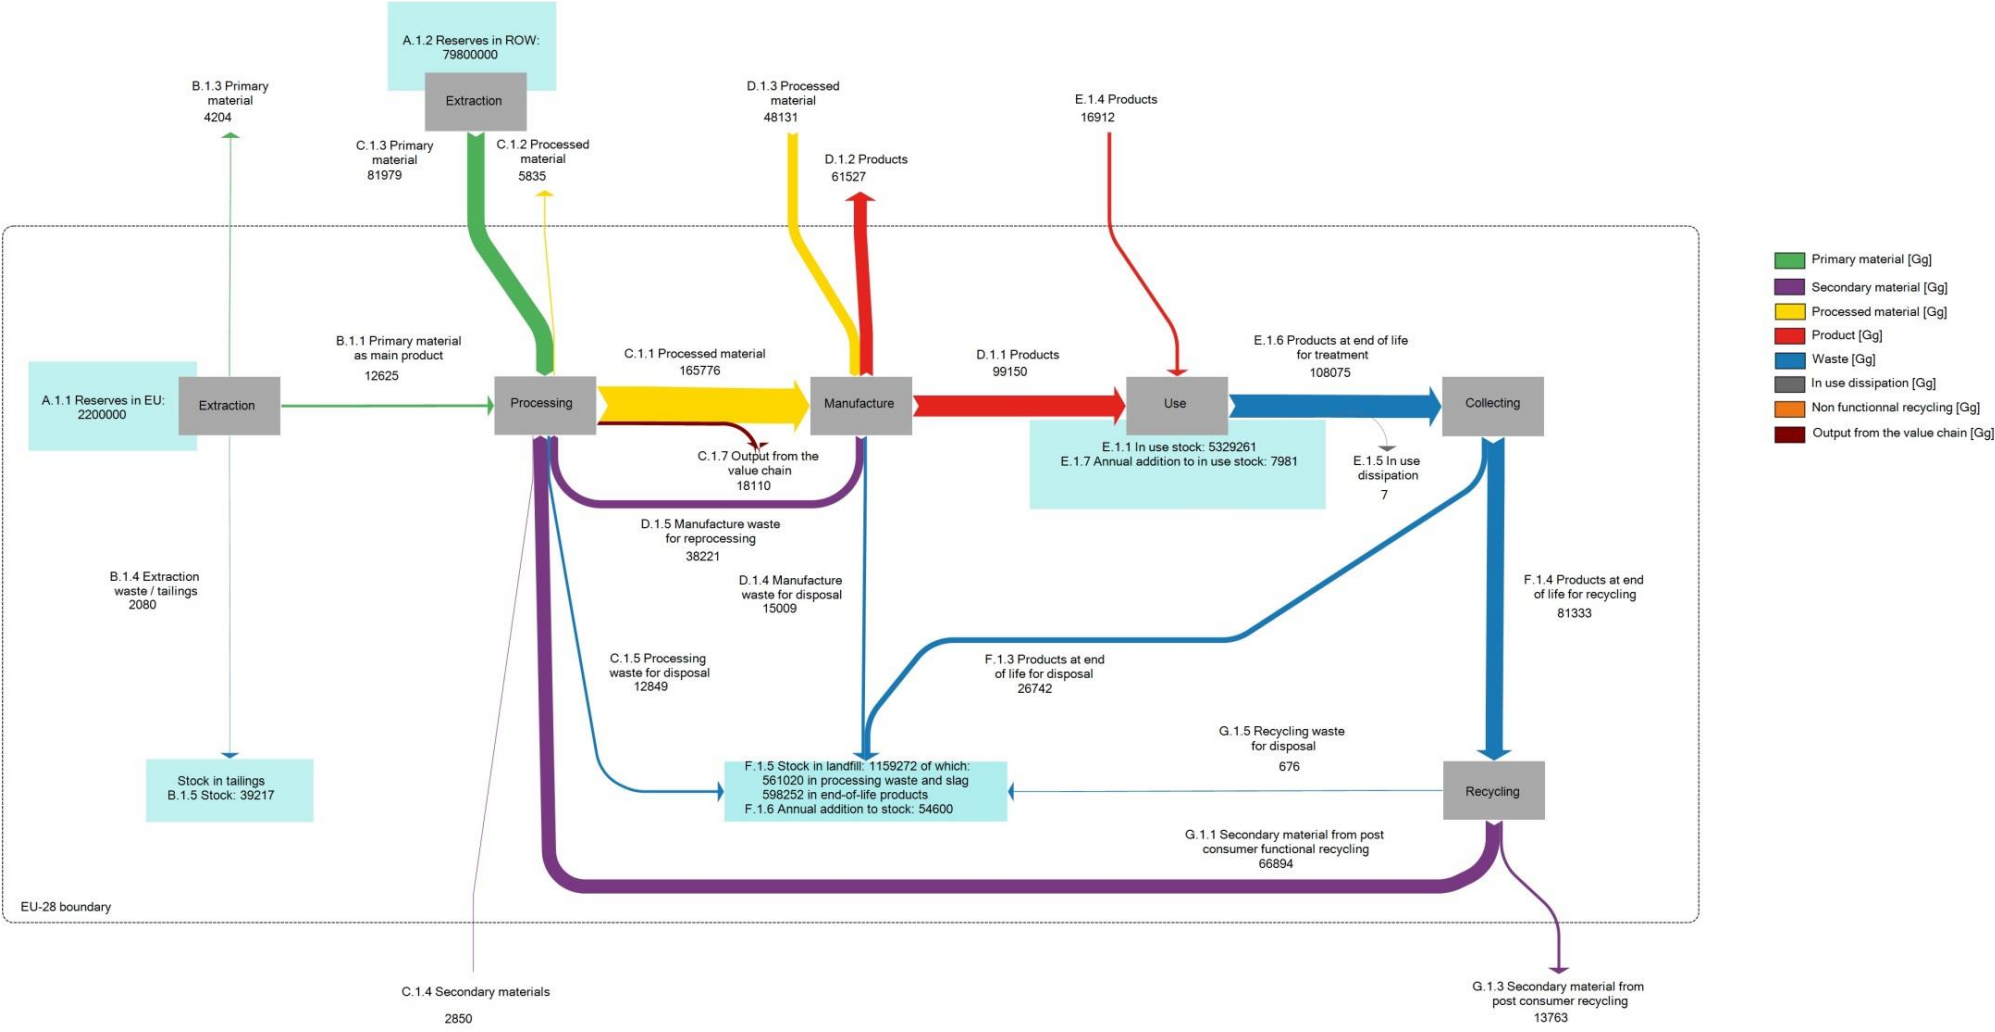 A.1.2 Reserves in ROW:
79800000
Extraction
B.1.3 Primary
material
4204
C.1.3 Primary
material
81979
C.1.2 Processed
material
5835
D.1.3 Processed
material
48131
D.1.2 Products
61527
E.1.4 Products
16912
Primary material [Gg]
Secondary material [Gg]
Processed material [Gg]
Product [Gg]
Waste [Gg]
In use dissipation [Gg]
Non functionnal recycling [Gg]
Output from the value chain [Gg]
A.1.1 Reserves in EU:
2200000
Extraction
B.1.1 Primary material
as main product
12625
Processing
C.1.1 Processed material
165776
Manufacture
D.1.1 Products
99150
Use
E.1.6 Products at end of life
for treatment
108075
Collecting
C.1.7 Output from the
value chain
18110
E.1.1 In use stock: 5329261
E.1.7 Annual addition to in use stock: 7981
E.1.5 In use
dissipation
7
D.1.5 Manufacture waste
for reprocessing
38221
B.1.4 Extraction
waste / tailings
2080
D.1.4 Manufacture
waste for disposal
15009
F.1.4 Products at end
of life for recycling
81333
C.1.5 Processing
waste for disposal
12849
F.1.3 Products at end
of life for disposal
26742
G.1.5 Recycling waste
for disposal
676
Stock in tailings
B.1.5 Stock: 39217
F.1.5 Stock in landfill: 1159272 of which:
561020 in processing waste and slag
598252 in end-of-life products
F.1.6 Annual addition to stock: 54600
Recycling
G.1.1 Secondary material from post
consumer functional recycling
66894
EU-28 boundary
C.1.4 Secondary materials
2850
G.1.3 Secondary material from
post consumer recycling
13763